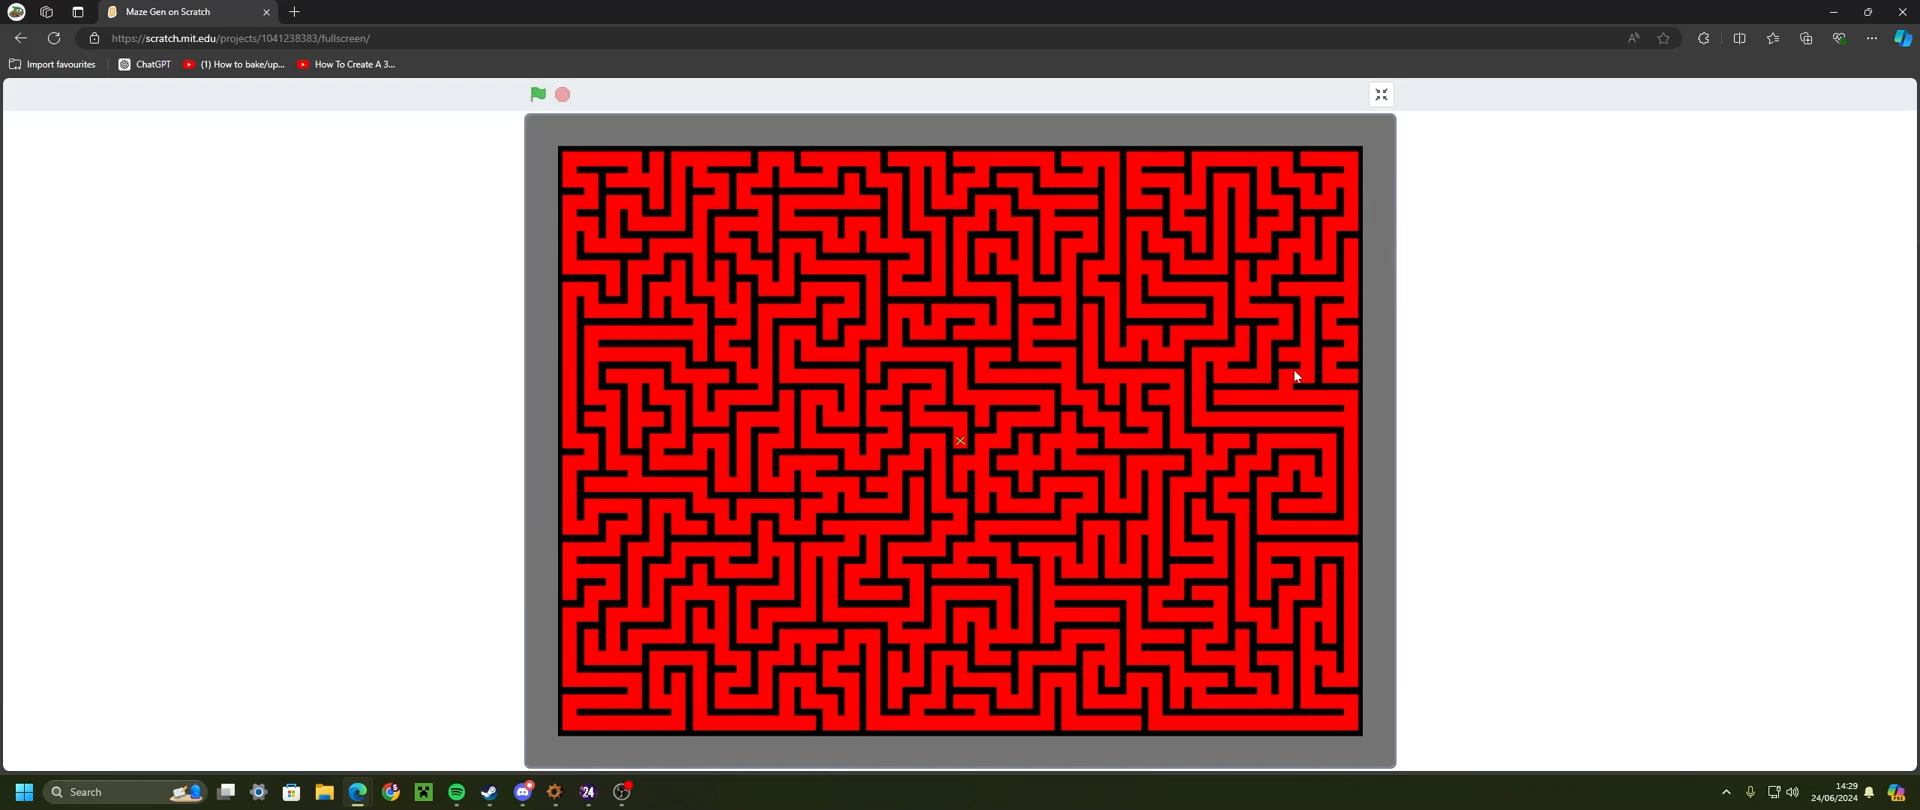 Maze Gen on Scratch
https://scratch.mit.edu/projects/1041238383/fullscreen/
Import favourites
ChatGPT
(1) How to bake/up...
How To Create A 3...
Search
24
14:29
24/06/2024